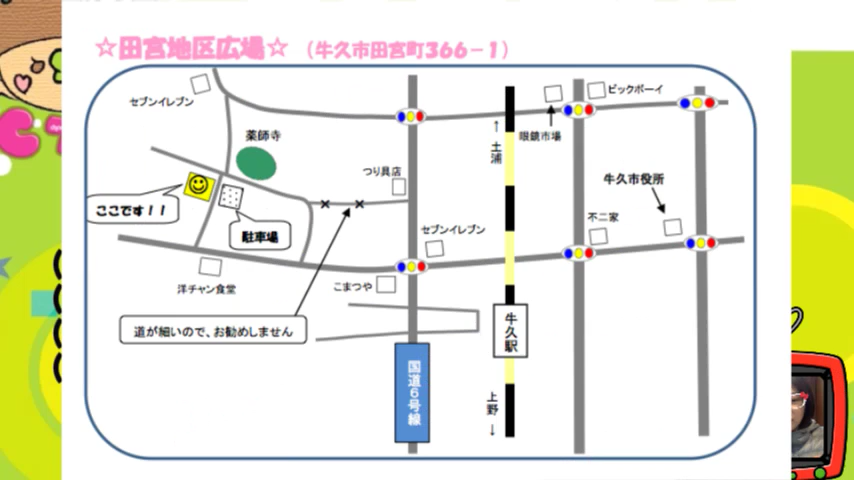 ☆田宮地区広場☆ (牛久市田宮町366－1)
セブンイレブン
ビックボーイ
眼鏡市場
薬師寺
↑土浦
つり具店
牛久市役所
ここです！！
駐車場
不二家
セブンイレブン
洋チャン食堂
こまつや
道が細いので、お勧めしません
牛久駅
国道6号線
上野↓